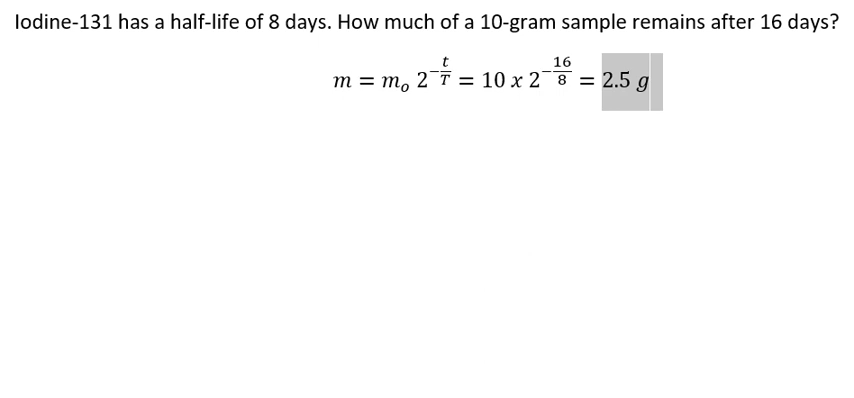 Iodine-131 has a half-life of 8 days. How much of a 10-gram sample remains after 16 days?
m = mₒ 2^(-t/T) = 10 x 2^(-16/8) = 2.5 g